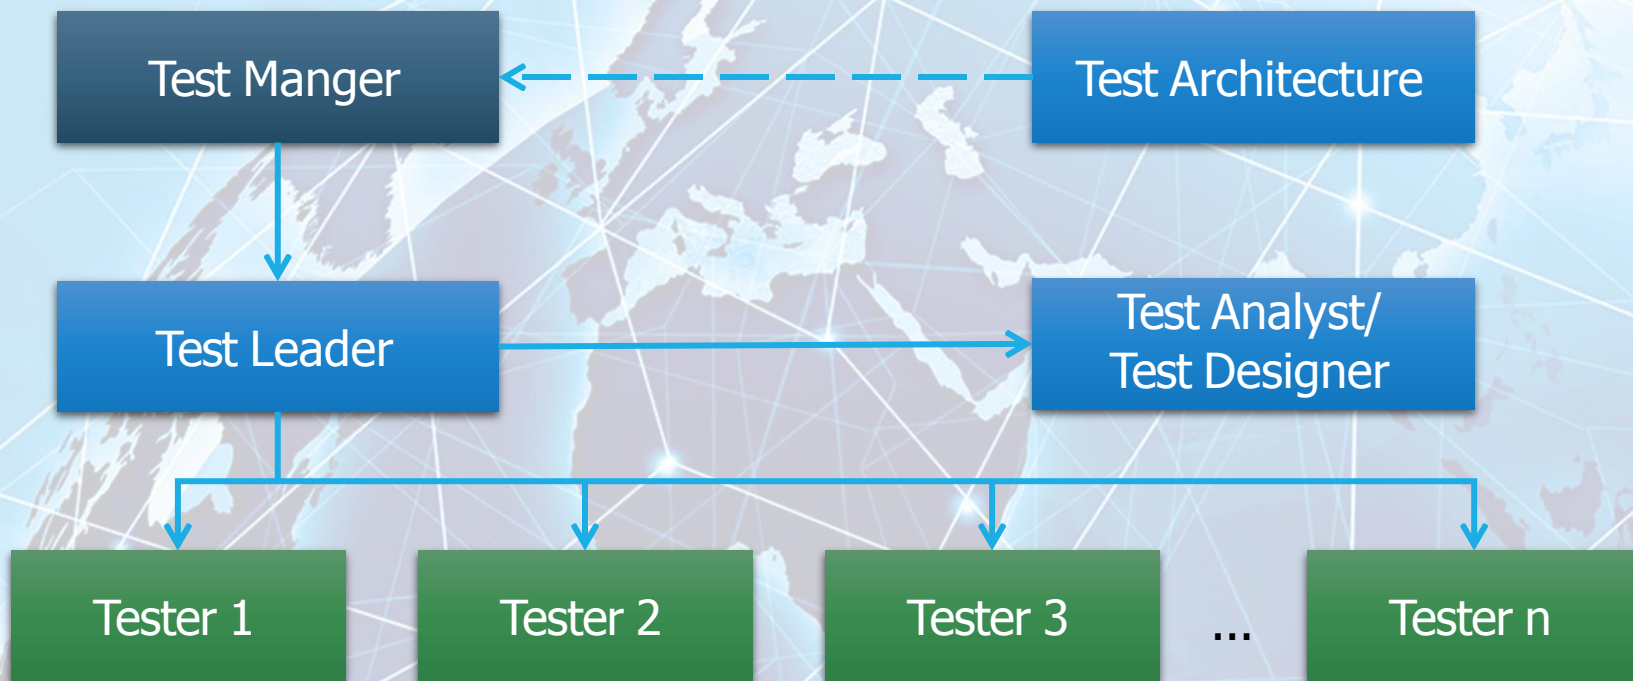 Test Manger
Test Architecture
Test Leader
Test Analyst/
Test Designer
Tester 1
Tester 2
Tester 3
...
Tester n